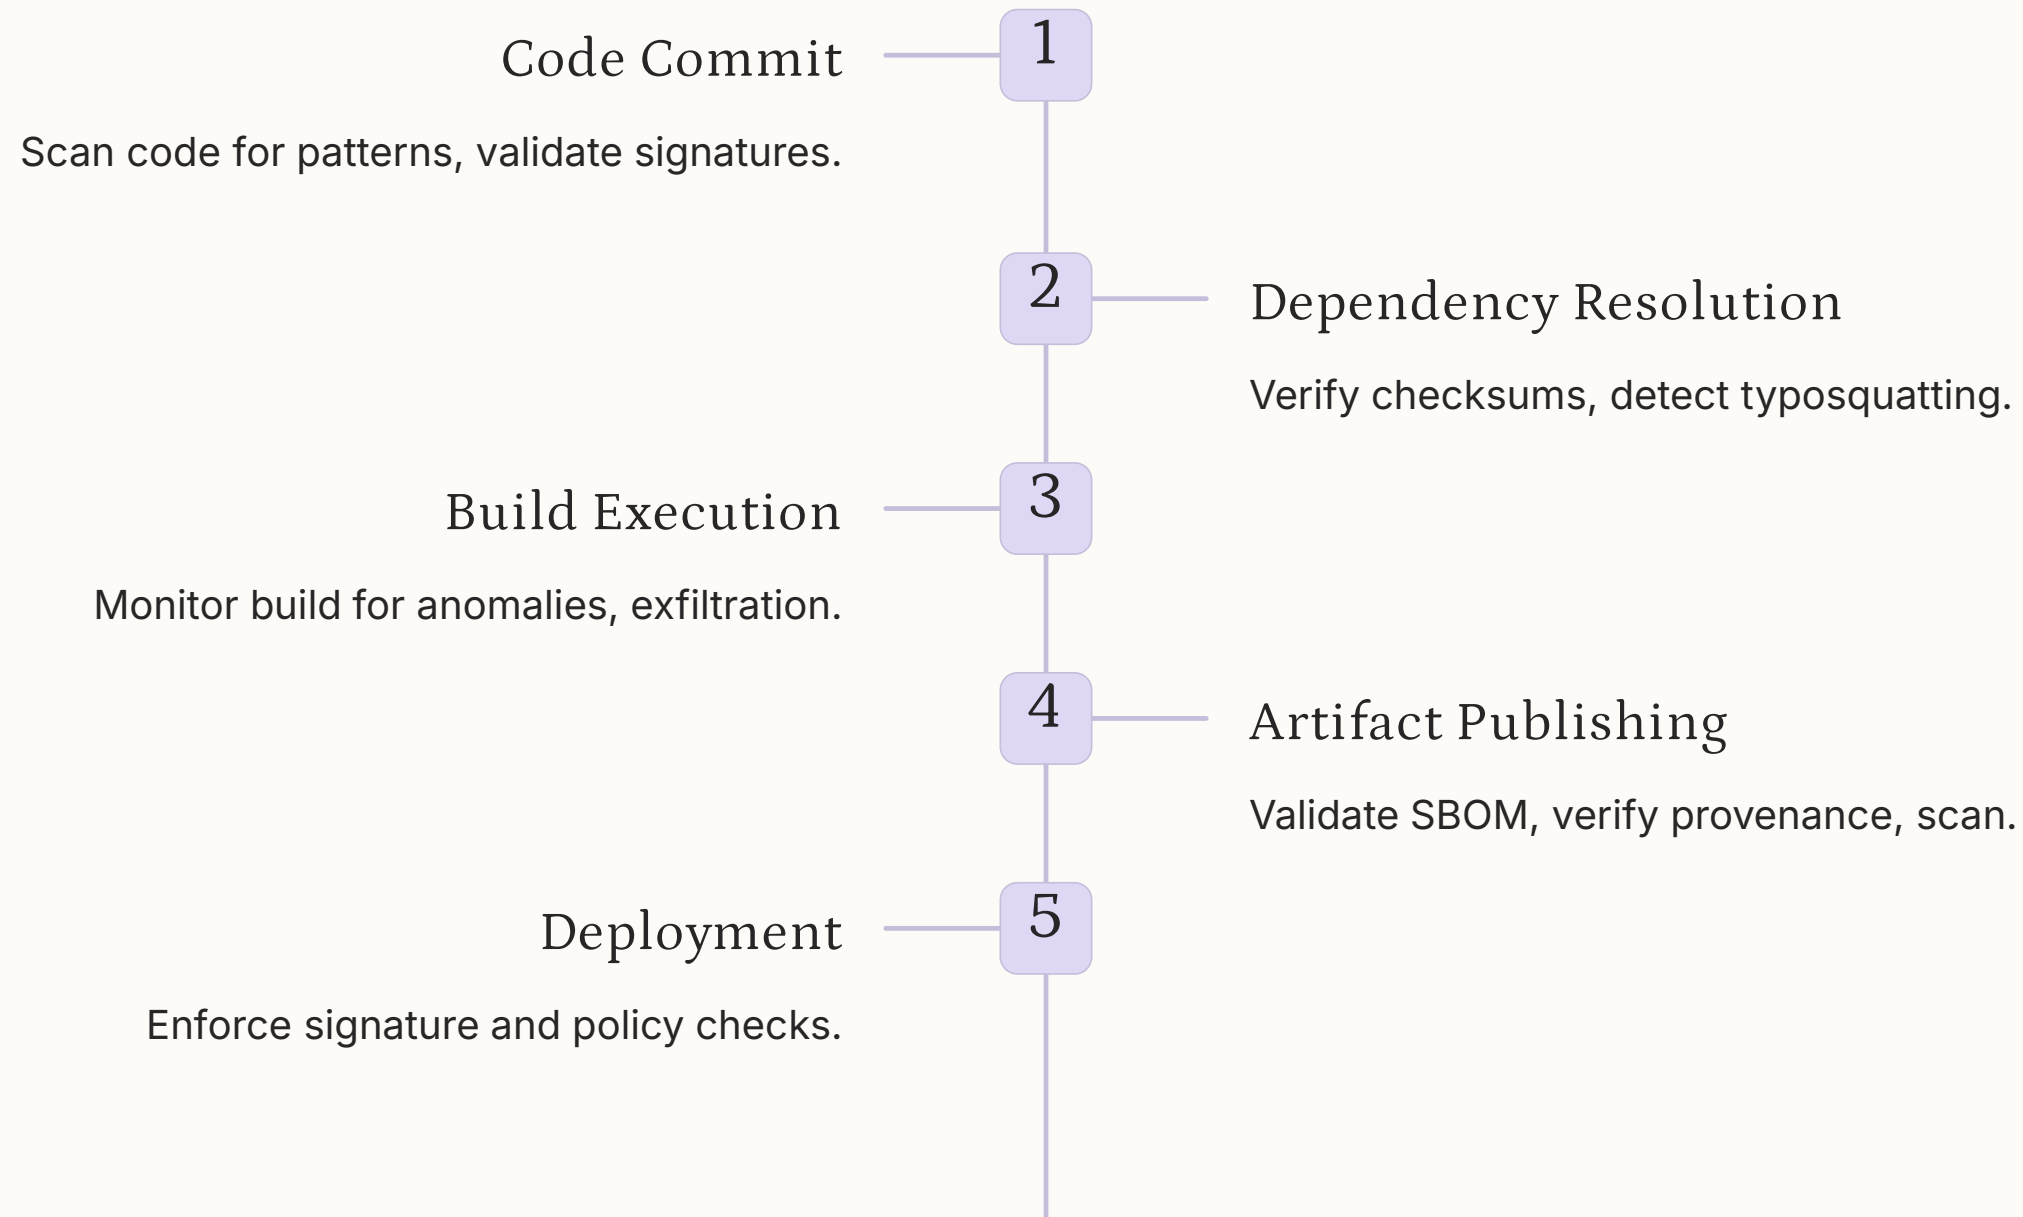 1
Code Commit
Scan code for patterns, validate signatures.
2
Dependency Resolution
Verify checksums, detect typosquatting.
3
Build Execution
Monitor build for anomalies, exfiltration.
4
Artifact Publishing
Validate SBOM, verify provenance, scan.
5
Deployment
Enforce signature and policy checks.